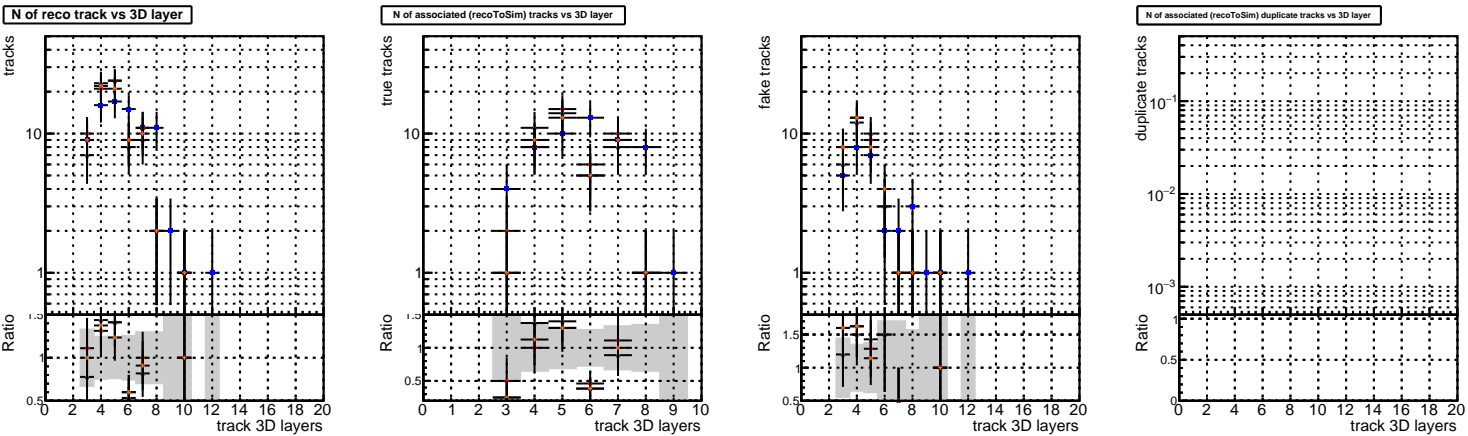 N of reco track vs 3D layer
tracks
10
1
Ratio
1.5
1
0.5
0 2 4 6 8 10 12 14 16 18 20
track 3D layers
N of associated (recoToSim) tracks vs 3D layer
true tracks
10
1
Ratio
1.5
1
0.5
0 1 2 3 4 5 6 7 8 9 10
track 3D layers
fake tracks
10
1
Ratio
1.5
1
0.5
0 2 4 6 8 10 12 14 16 18 20
track 3D layers
N of associated (recoToSim) duplicate tracks vs 3D layer
duplicate tracks
10⁻¹
10⁻²
10⁻³
Ratio
1
0.5
0
0 2 4 6 8 10 12 14 16 18 20
track 3D layers